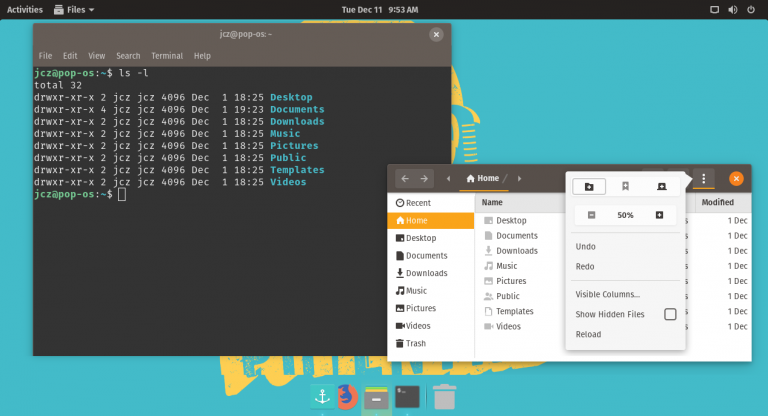 Activities Files Tue Dec 11 9:53 AM
jcz@pop-os: ~
File Edit View Search Terminal Help
jcz@pop-os:~$ ls -l
total 32
drwxr-xr-x 2 jcz jcz 4096 Dec  1 18:25 Desktop
drwxr-xr-x 4 jcz jcz 4096 Dec  1 19:23 Documents
drwxr-xr-x 2 jcz jcz 4096 Dec  1 18:25 Downloads
drwxr-xr-x 2 jcz jcz 4096 Dec  1 18:25 Music
drwxr-xr-x 2 jcz jcz 4096 Dec  1 18:25 Pictures
drwxr-xr-x 2 jcz jcz 4096 Dec  1 18:25 Public
drwxr-xr-x 2 jcz jcz 4096 Dec  1 18:25 Templates
drwxr-xr-x 2 jcz jcz 4096 Dec  1 18:25 Videos
jcz@pop-os:~$
Home /
Recent
Home
Desktop
Documents
Downloads
Music
Pictures
Videos
Trash
Name Modified
Desktop 1 Dec
Documents 1 Dec
Downloads 1 Dec
Music 1 Dec
Pictures 1 Dec
Public 1 Dec
Templates 1 Dec
Videos 1 Dec
50%
Undo
Redo
Visible Columns...
Show Hidden Files
Reload